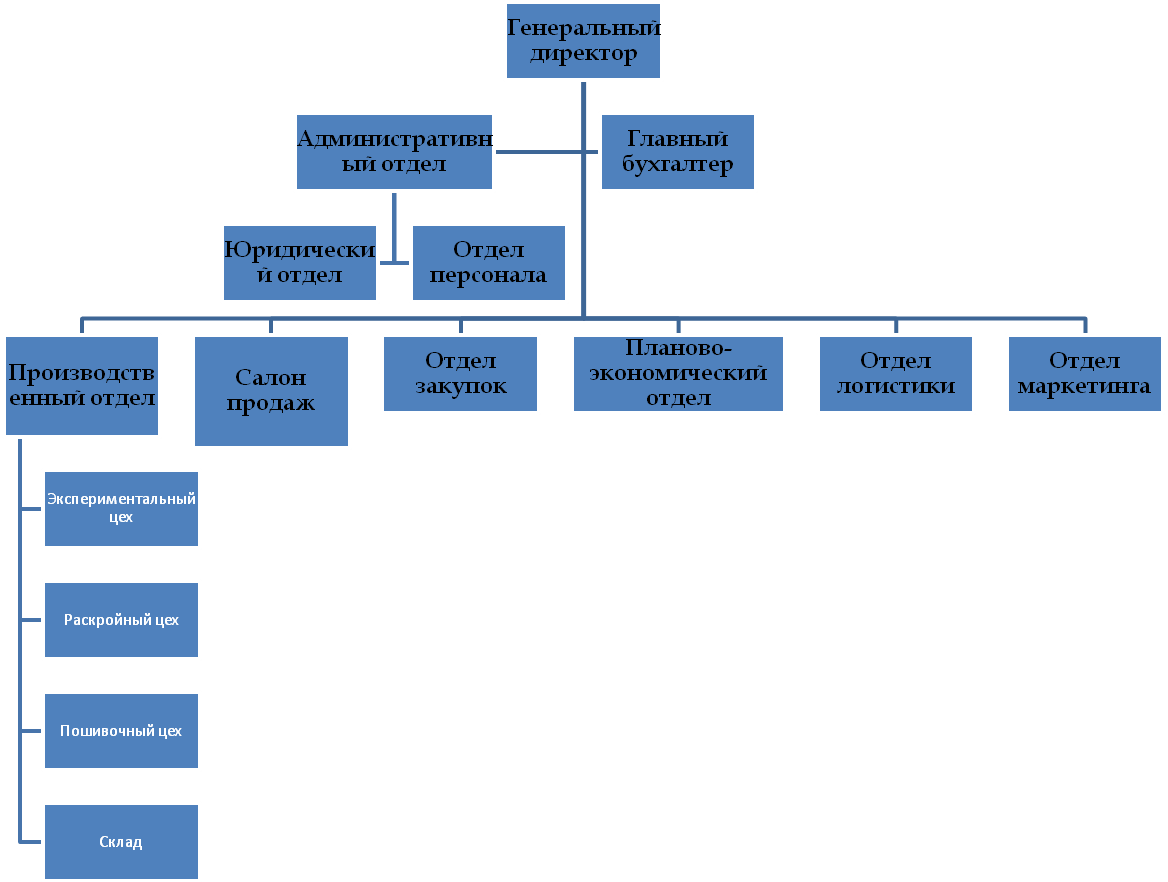 Генеральный
директор
Административн
ый отдел
Главный
бухгалтер
Юридически
й отдел
Отдел
персонала
Производств
енный отдел
Салон
продаж
Отдел
закупок
Планово-
экономический
отдел
Отдел
логистики
Отдел
маркетинга
Экспериментальный
цех
Раскройный цех
Пошивочный цех
Склад